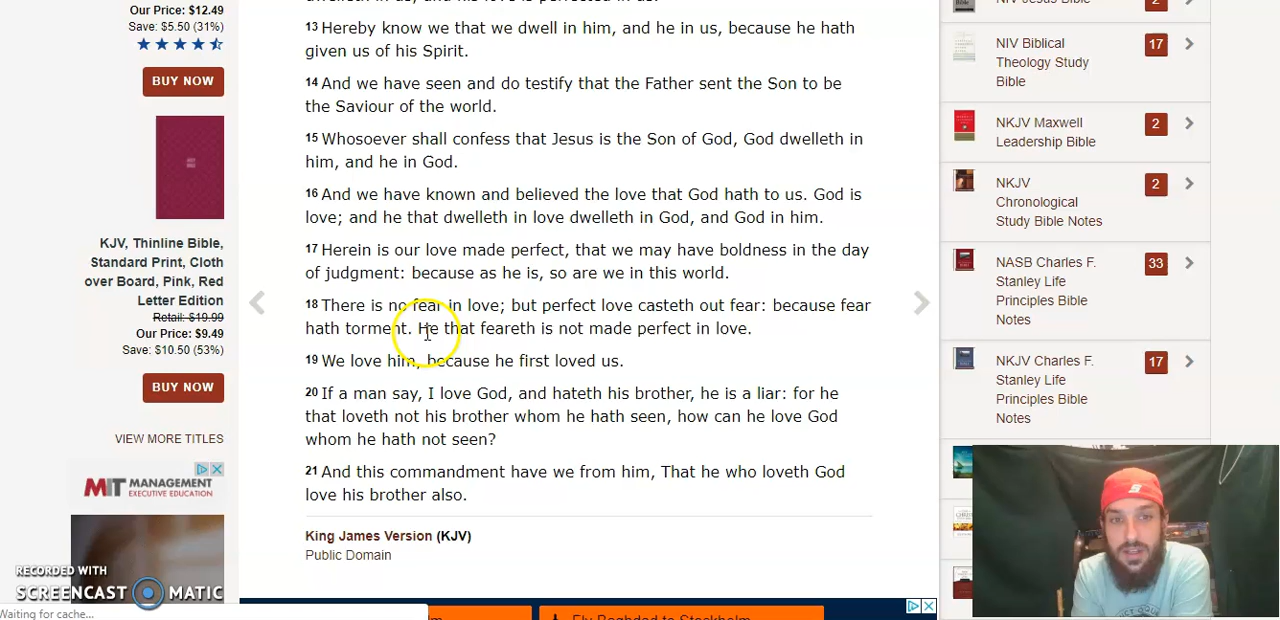 Our Price: $12.49
Save: $5.50 (31%)
BUY NOW
KJV, Thinline Bible,
Standard Print, Cloth
over Board, Pink, Red
Letter Edition
Retail: $19.99
Our Price: $9.49
Save: $10.50 (53%)
BUY NOW
VIEW MORE TITLES
MIT MANAGEMENT
EXECUTIVE EDUCATION
RECORDED WITH
SCREENCAST MATIC
Waiting for cache...
13 Hereby know we that we dwell in him, and he in us, because he hath
given us of his Spirit.
14 And we have seen and do testify that the Father sent the Son to be
the Saviour of the world.
15 Whosoever shall confess that Jesus is the Son of God, God dwelleth in
him, and he in God.
16 And we have known and believed the love that God hath to us. God is
love; and he that dwelleth in love dwelleth in God, and God in him.
17 Herein is our love made perfect, that we may have boldness in the day
of judgment: because as he is, so are we in this world.
18 There is no fear in love; but perfect love casteth out fear: because fear
hath torment. He that feareth is not made perfect in love.
19 We love him, because he first loved us.
20 If a man say, I love God, and hateth his brother, he is a liar: for he
that loveth not his brother whom he hath seen, how can he love God
whom he hath not seen?
21 And this commandment have we from him, That he who loveth God
love his brother also.
King James Version (KJV)
Public Domain
Fly Baghdad to Stockholm
NIV Jesus Bible
2
NIV Biblical
Theology Study
Bible
17
NKJV Maxwell
Leadership Bible
2
NKJV
Chronological
Study Bible Notes
2
NASB Charles F.
Stanley Life
Principles Bible
Notes
33
NKJV Charles F.
Stanley Life
Principles Bible
Notes
17